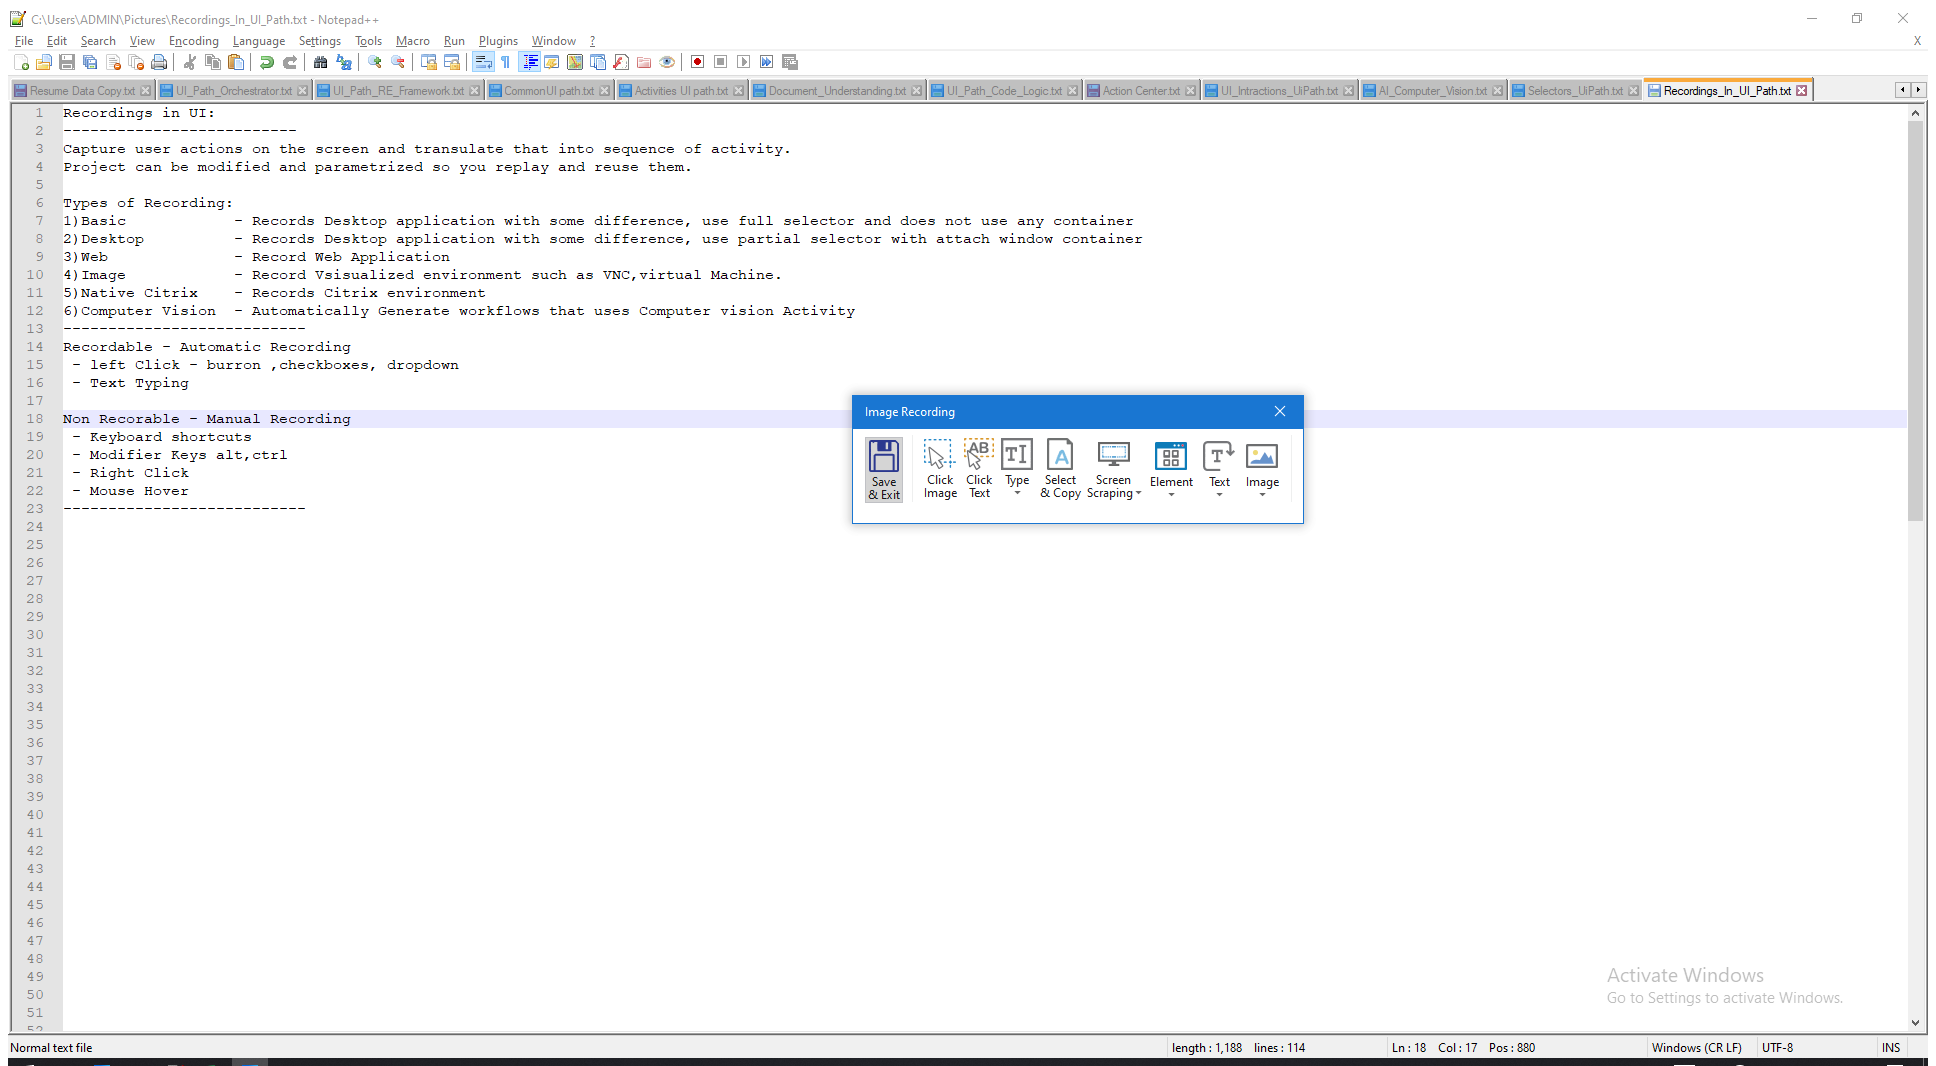 C:\Users\ADMIN\Pictures\Recordings_In_UI_Path.txt - Notepad++
File Edit Search View Encoding Language Settings Tools Macro Run Plugins Window ? X
Resume Data Copy.txt UI_Path_Orchestrator.txt UI_Path_RE_Framework.txt CommonUI path.txt Activities UI path.txt Document_Understanding.txt UI_Path_Code_Logic.txt Action Center.txt UI_Intractions_UiPath.txt AI_Computer_Vision.txt Selectors_UiPath.txt Recordings_In_UI_Path.txt
1 Recordings in UI:
2 --------------------------
3 Capture user actions on the screen and transulate that into sequence of activity.
4 Project can be modified and parametrized so you replay and reuse them.
5
6 Types of Recording:
7 1)Basic - Records Desktop application with some difference, use full selector and does not use any container
8 2)Desktop - Records Desktop application with some difference, use partial selector with attach window container
9 3)Web - Record Web Application
10 4)Image - Record Vsisualized environment such as VNC,virtual Machine.
11 5)Native Citrix - Records Citrix environment
12 6)Computer Vision - Automatically Generate workflows that uses Computer vision Activity
13 ---------------------------
14 Recordable - Automatic Recording
15 - left Click - burron ,checkboxes, dropdown
16 - Text Typing
17
18 Non Recorable - Manual Recording
19 - Keyboard shortcuts
20 - Modifier Keys alt,ctrl
21 - Right Click
22 - Mouse Hover
23 ---------------------------
24
25
26
27
28
29
30
31
32
33
34
35
36
37
38
39
40
41
42
43
44
45
46
47
48
49
50
51
52
Image Recording
Save & Exit
Click Image
Click Text
Type
Select & Copy
Screen Scraping
Element
Text
Image
Activate Windows
Go to Settings to activate Windows.
Normal text file length : 1,188 lines : 114 Ln : 18 Col : 17 Pos : 880 Windows (CR LF) UTF-8 INS